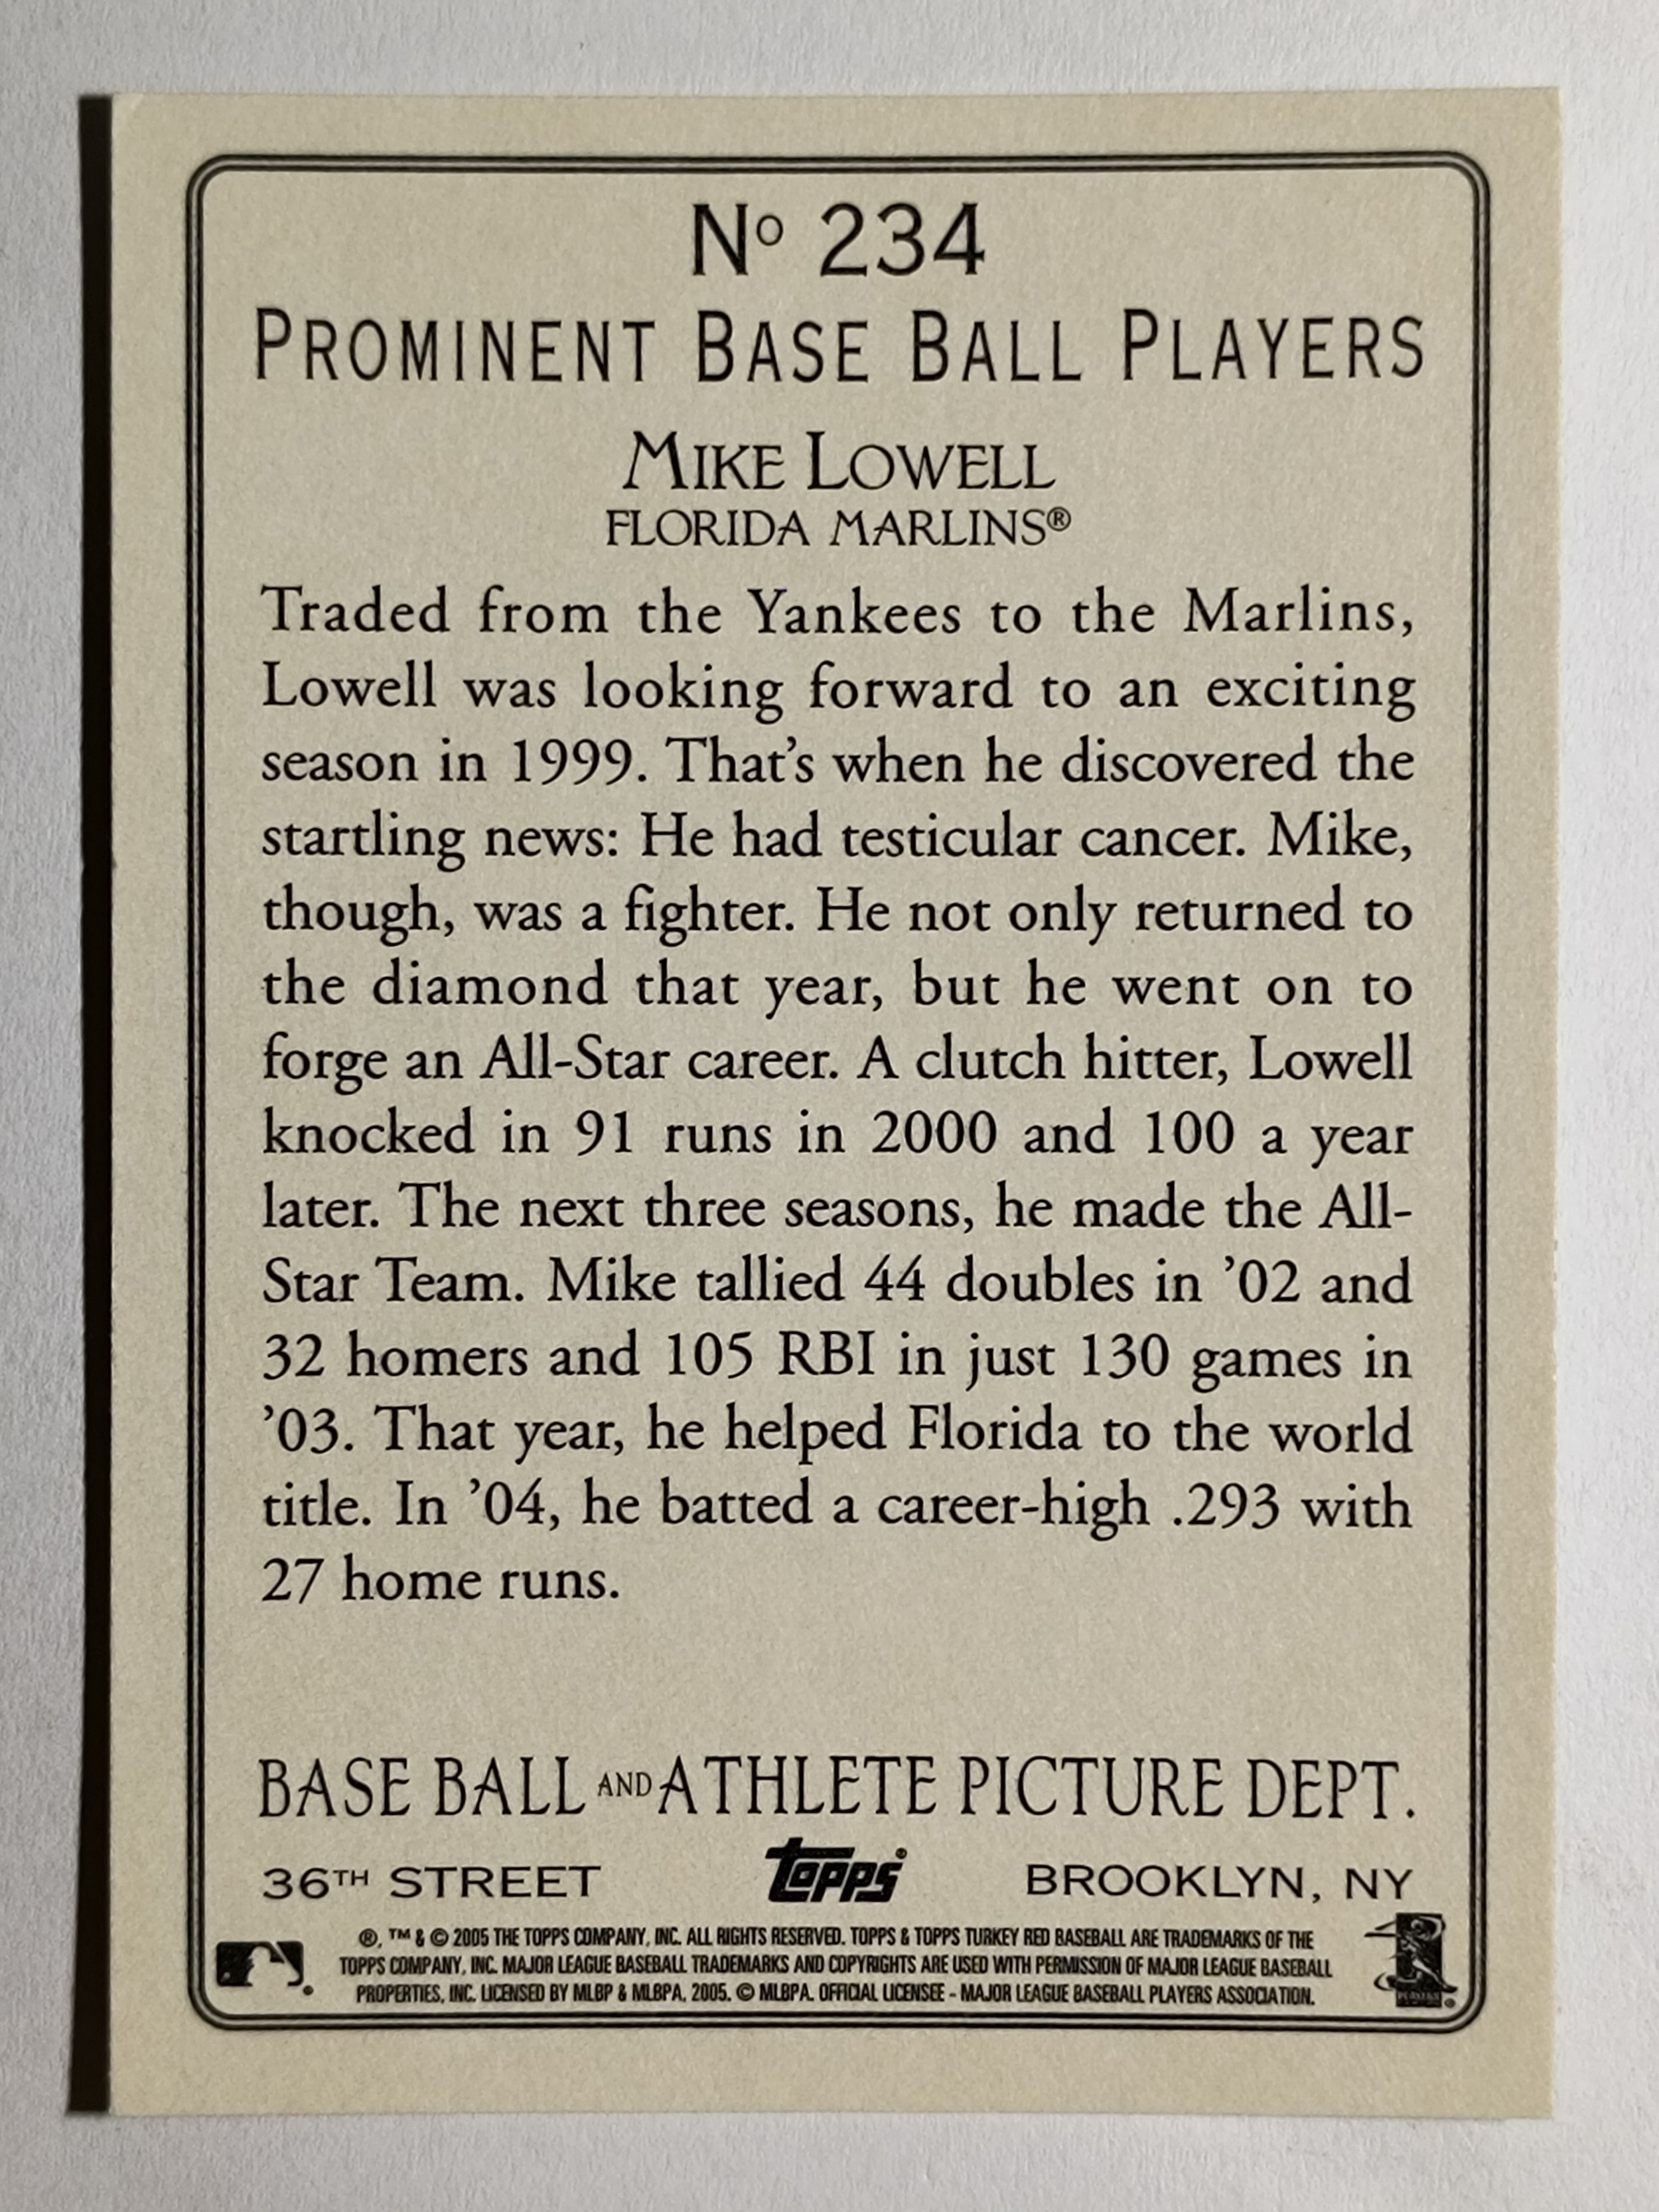 Nº 234
PROMINENT BASE BALL PLAYERS
MIKE LOWELL
FLORIDA MARLINS®
Traded from the Yankees to the Marlins,
Lowell was looking forward to an exciting
season in 1999. That's when he discovered the
startling news: He had testicular cancer. Mike,
though, was a fighter. He not only returned to
the diamond that year, but he went on to
forge an All-Star career. A clutch hitter, Lowell
knocked in 91 runs in 2000 and 100 a year
later. The next three seasons, he made the All-
Star Team. Mike tallied 44 doubles in '02 and
32 homers and 105 RBI in just 130 games in
'03. That year, he helped Florida to the world
title. In '04, he batted a career-high .293 with
27 home runs.
BASE BALL AND ATHLETE PICTURE DEPT.
36TH STREET Topps® BROOKLYN, NY
®, ™ & © 2005 THE TOPPS COMPANY, INC. ALL RIGHTS RESERVED. TOPPS & TOPPS TURKEY RED BASEBALL ARE TRADEMARKS OF THE
TOPPS COMPANY, INC. MAJOR LEAGUE BASEBALL TRADEMARKS AND COPYRIGHTS ARE USED WITH PERMISSION OF MAJOR LEAGUE BASEBALL
PROPERTIES, INC. LICENSED BY MLBP & MLBPA, 2005. © MLBPA. OFFICIAL LICENSEE - MAJOR LEAGUE BASEBALL PLAYERS ASSOCIATION.